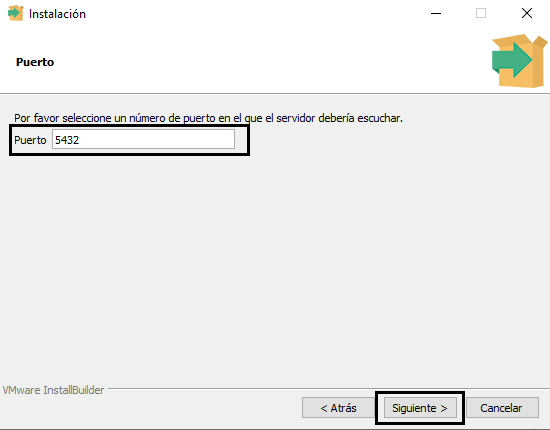 Instalación
Puerto
Por favor seleccione un número de puerto en el que el servidor debería escuchar.
Puerto 5432
VMware InstallBuilder
< Atrás Siguiente > Cancelar